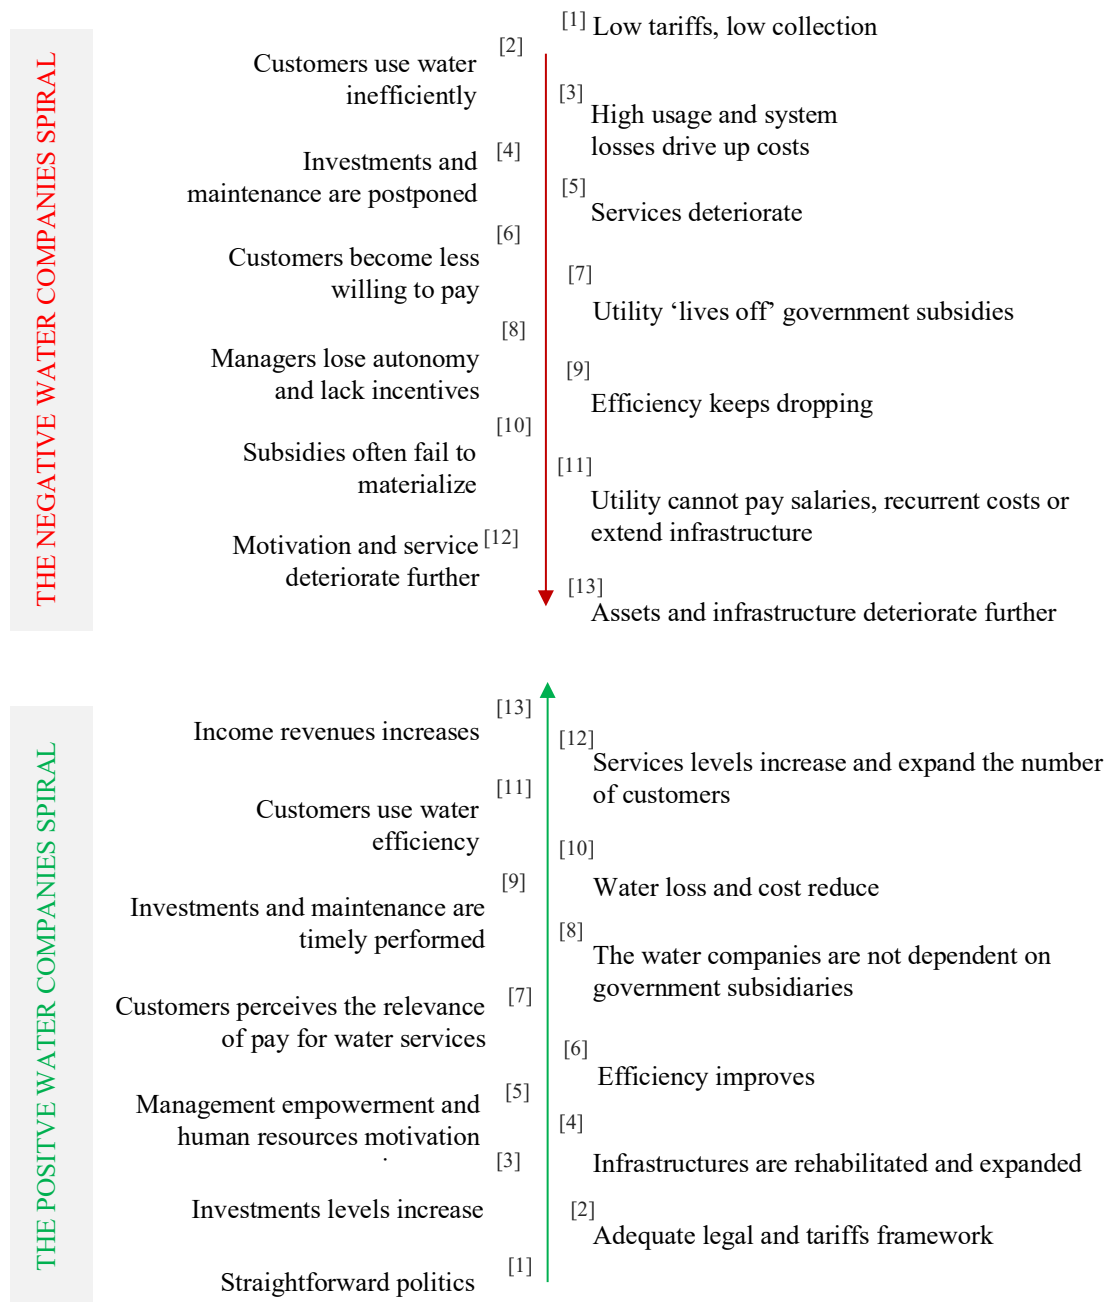 THE NEGATIVE WATER COMPANIES SPIRAL
[1] Low tariffs, low collection
[2]
Customers use water
inefficiently
[3]
High usage and system
losses drive up costs
[4]
Investments and
maintenance are postponed
[5]
Services deteriorate
[6]
Customers become less
willing to pay
[7]
Utility ‘lives off’ government subsidies
[8]
Managers lose autonomy
and lack incentives
[9]
Efficiency keeps dropping
[10]
Subsidies often fail to
materialize
[11]
Utility cannot pay salaries, recurrent costs or
extend infrastructure
[12]
Motivation and service
deteriorate further
[13]
Assets and infrastructure deteriorate further
THE POSITVE WATER COMPANIES SPIRAL
[13]
Income revenues increases
[12]
Services levels increase and expand the number
of customers
[11]
Customers use water
efficiency
[10]
Water loss and cost reduce
[9]
Investments and maintenance are
timely performed
[8]
The water companies are not dependent on
government subsidiaries
[7]
Customers perceives the relevance
of pay for water services
[6]
Efficiency improves
[5]
Management empowerment and
human resources motivation
.
[4]
Infrastructures are rehabilitated and expanded
[3]
Investments levels increase
[2]
Adequate legal and tariffs framework
[1]
Straightforward politics